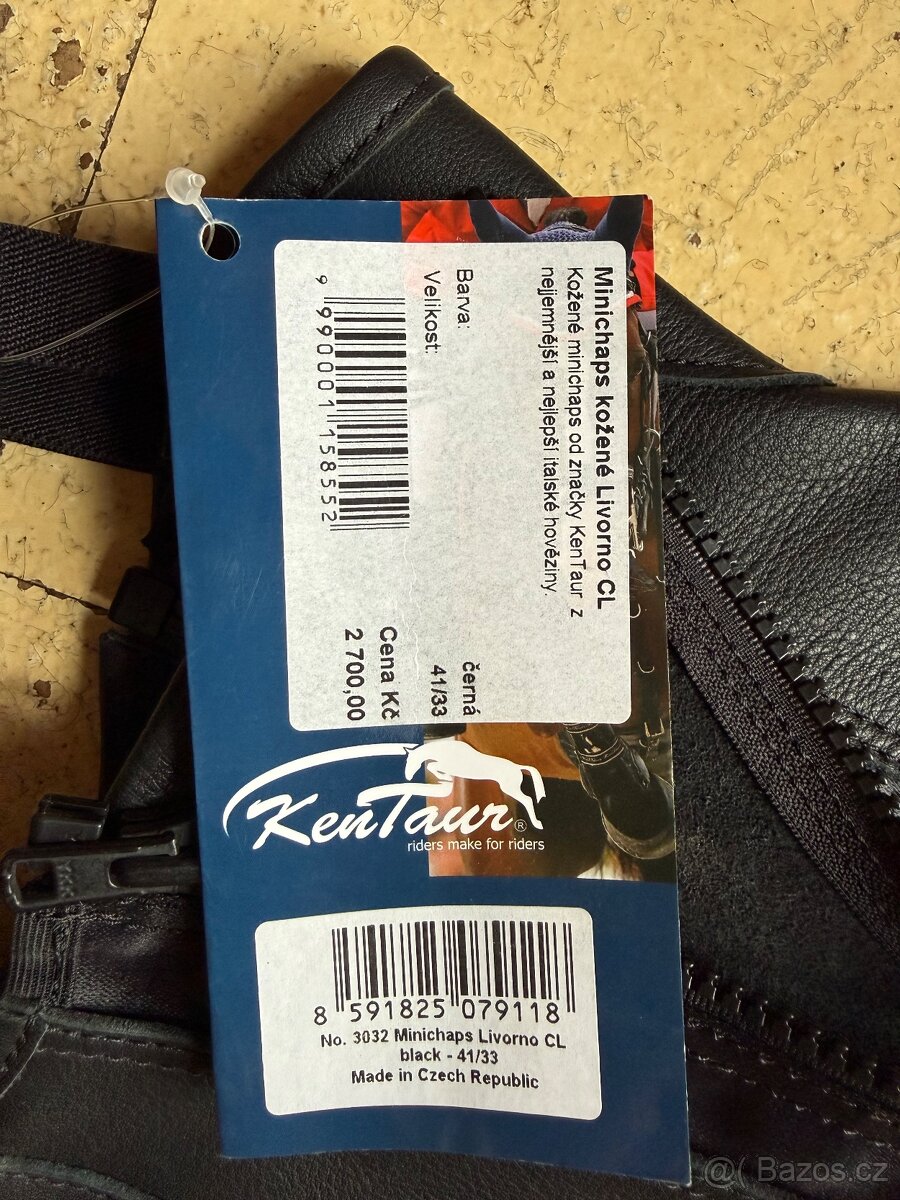 Minichaps kožené Livorno CL
Kožené minichaps od značky KenTaur z
nejjemnější a nejlepší italské hověziny.
Barva: černá
Velikost: 41/33
Cena Kč
2 700,00
9 990001 158552
KenTaur®
riders make for riders
8 591825 079118
No. 3032 Minichaps Livorno CL
black - 41/33
Made in Czech Republic
@( Bazos.cz